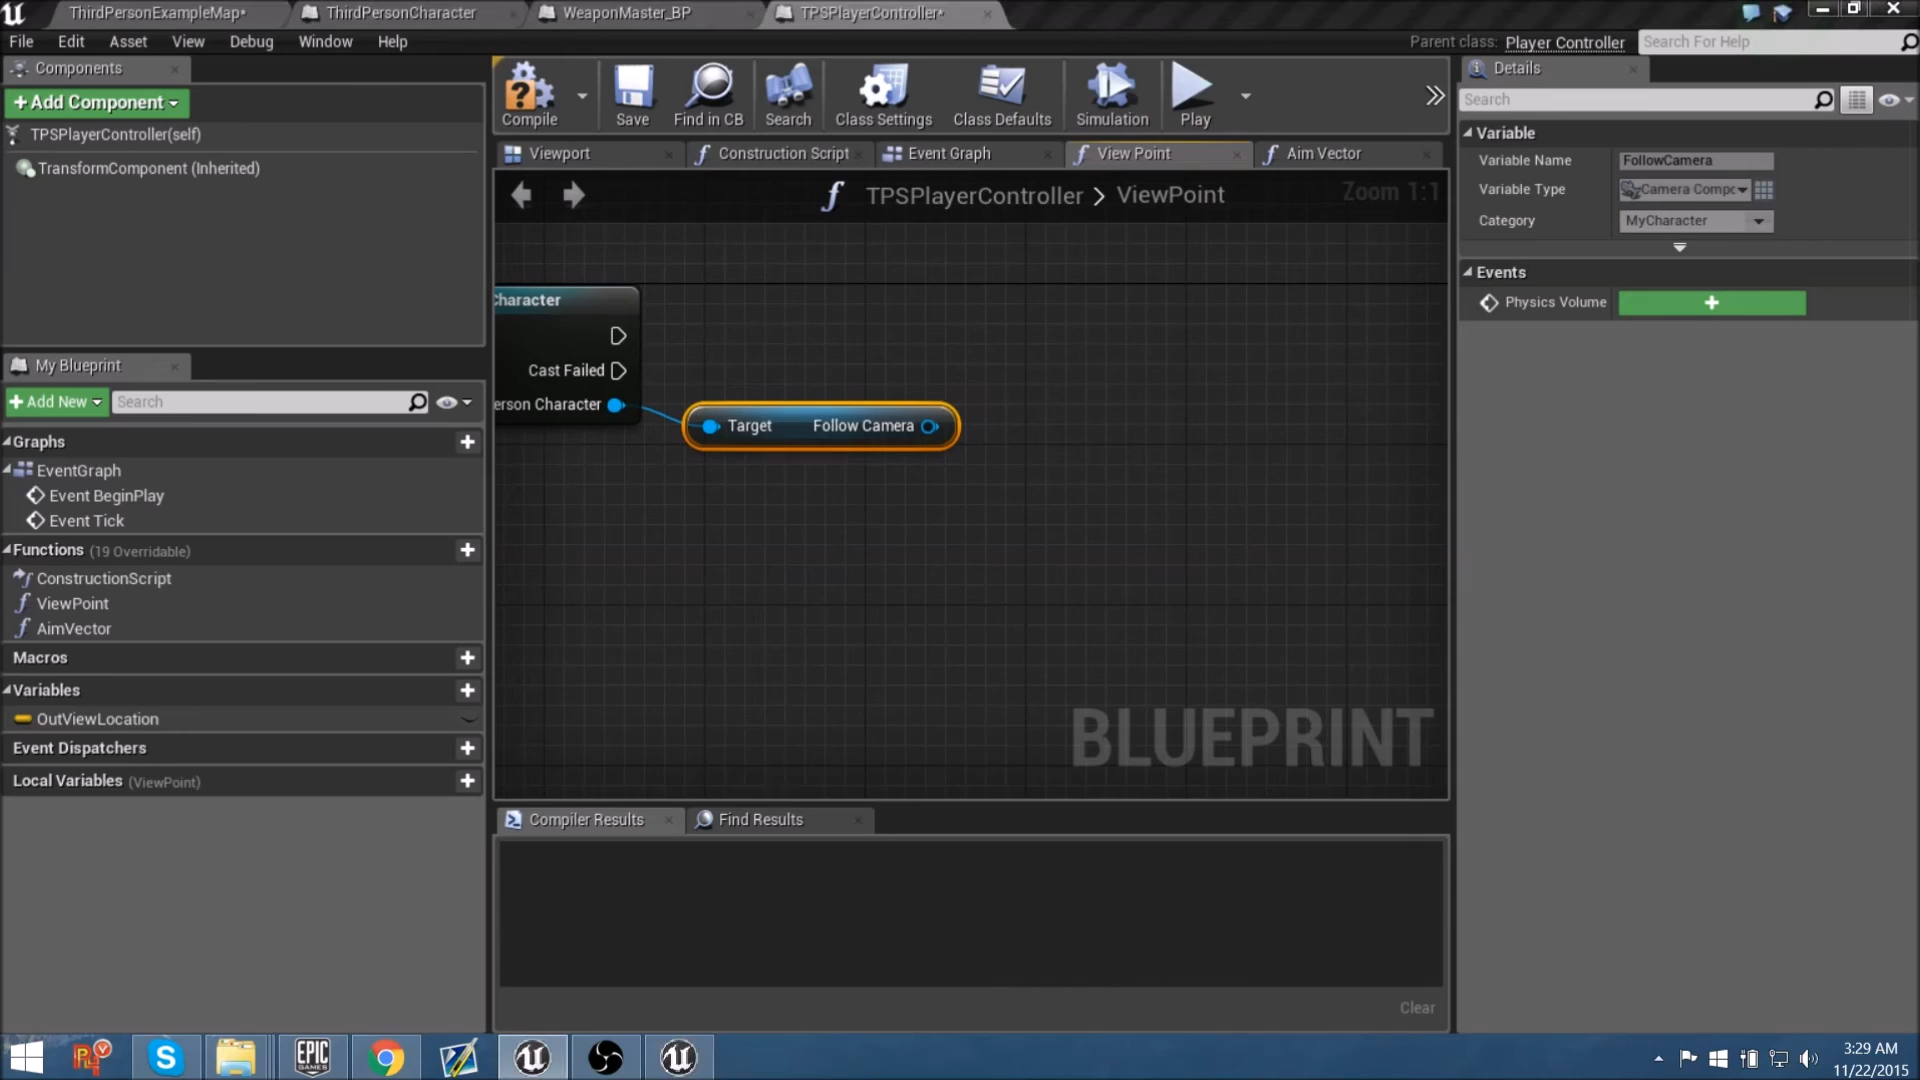 ThirdPersonExampleMap*
ThirdPersonCharacter
WeaponMaster_BP
TPSPlayerController*
File Edit Asset View Debug Window Help
Parent class: Player Controller
Search For Help
Components
+Add Component
TPSPlayerController(self)
TransformComponent (Inherited)
My Blueprint
+Add New
Search
Graphs
EventGraph
Event BeginPlay
Event Tick
Functions (19 Overridable)
ConstructionScript
ViewPoint
AimVector
Macros
Variables
OutViewLocation
Event Dispatchers
Local Variables (ViewPoint)
Compile
Save
Find in CB
Search
Class Settings
Class Defaults
Simulation
Play
Viewport
Construction Script
Event Graph
View Point
Aim Vector
TPSPlayerController > ViewPoint
Zoom 1:1
Character
Cast Failed
erson Character
Target Follow Camera
BLUEPRINT
Compiler Results
Find Results
Clear
Details
Search
Variable
Variable Name FollowCamera
Variable Type Camera Compc
Category MyCharacter
Events
Physics Volume +
EPIC
GAMES
3:29 AM
11/22/2015